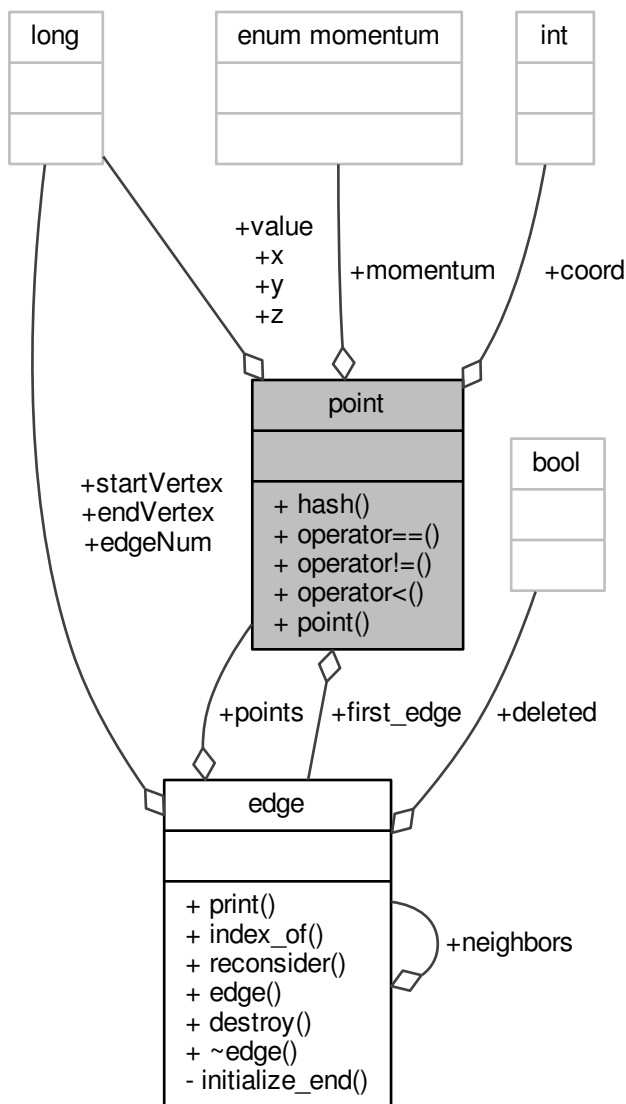 long
enum momentum
int
+value
+x
+y
+z
+momentum
+coord
point
+ hash()
+ operator==()
+ operator!=()
+ operator<()
+ point()
bool
+startVertex
+endVertex
+edgeNum
+points
+first_edge
+deleted
edge
+ print()
+ index_of()
+ reconsider()
+ edge()
+ destroy()
+ ~edge()
- initialize_end()
+neighbors